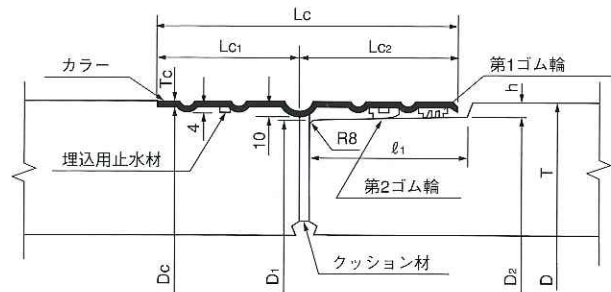 Lc
Lc₁
Lc₂
カラー
Tc
第1ゴム輪
h
4
10
R8
ℓ₁
埋込用止水材
第2ゴム輪
T
クッション材
Dc
D₁
D₂
D